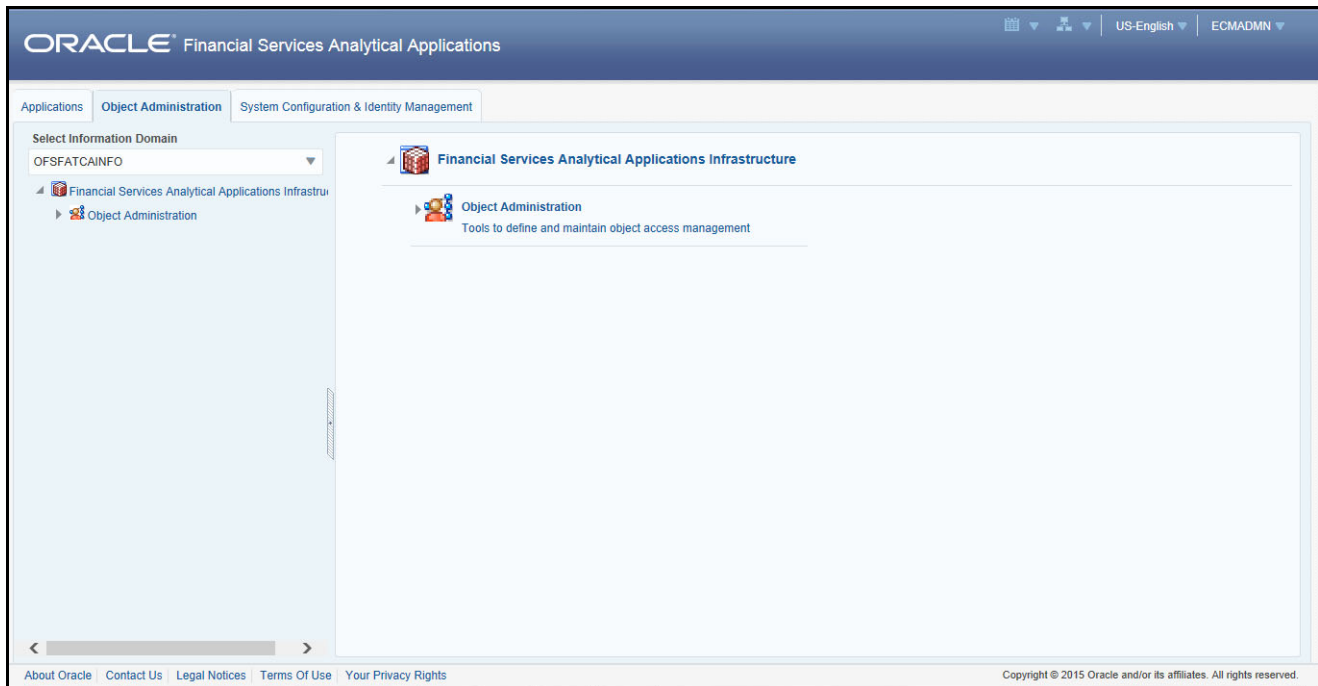 ORACLE® Financial Services Analytical Applications
US-English
ECMADMN
Applications
Object Administration
System Configuration & Identity Management
Select Information Domain
OFSFATCAINFO
Financial Services Analytical Applications Infrastru
Object Administration
Financial Services Analytical Applications Infrastructure
Object Administration
Tools to define and maintain object access management
About Oracle Contact Us Legal Notices Terms Of Use Your Privacy Rights
Copyright © 2015 Oracle and/or its affiliates. All rights reserved.